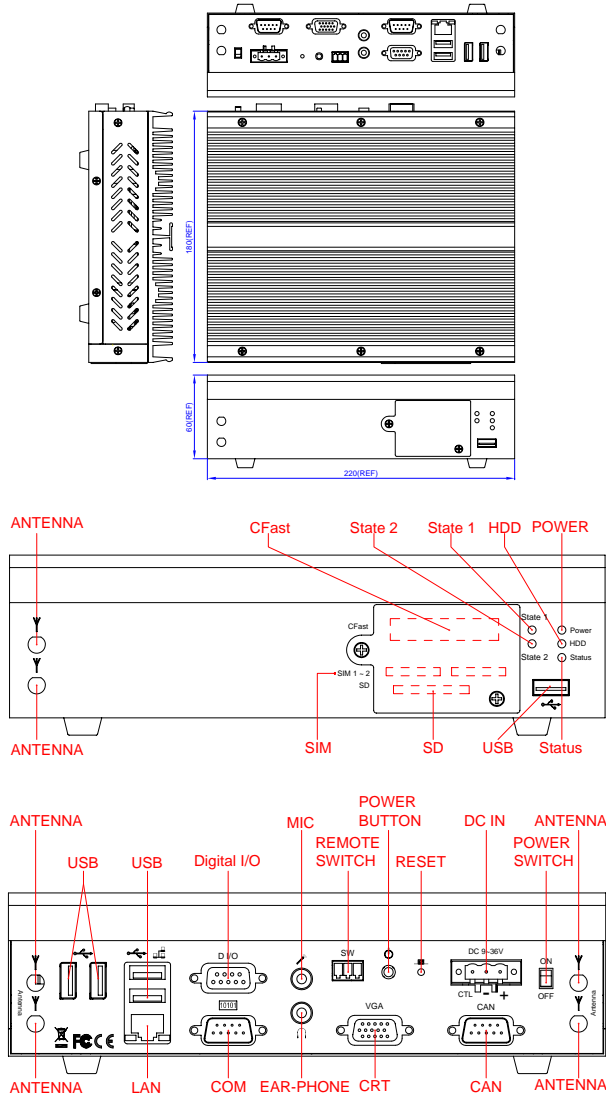 180(REF)
60(REF)
220(REF)
ANTENNA
CFast
State 2
State 1
HDD
POWER
State 1
CFast
Power
HDD
State 2
Status
SIM 1 ~ 2
SD
ANTENNA
SIM
SD
USB
Status
ANTENNA
USB
USB
Digital I/O
MIC
REMOTE
SWITCH
POWER
BUTTON
RESET
DC IN
POWER
SWITCH
ANTENNA
D I/O
SW
DC 9~36V
ON
OFF
CTL - +
Antenna
10101
VGA
CAN
Antenna
FC CE
ANTENNA
LAN
COM
EAR-PHONE
CRT
CAN
ANTENNA